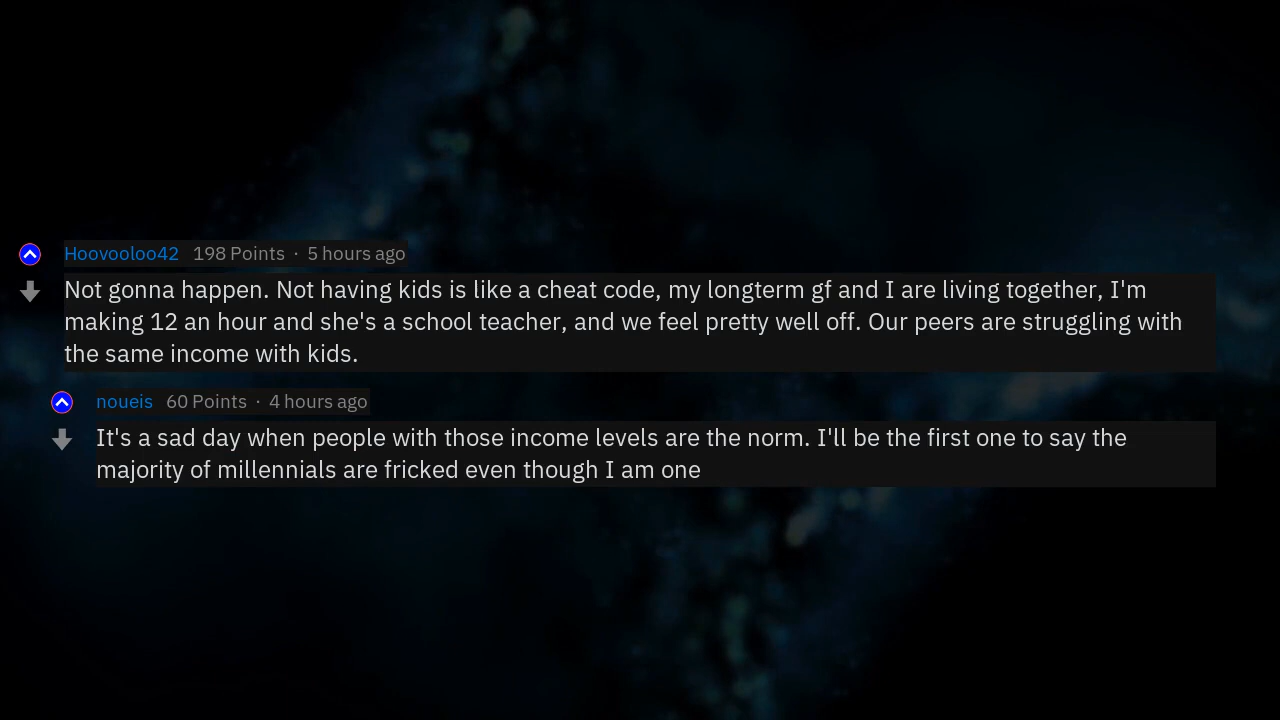 Hoovooloo42 198 Points · 5 hours ago
Not gonna happen. Not having kids is like a cheat code, my longterm gf and I are living together, I'm
making 12 an hour and she's a school teacher, and we feel pretty well off. Our peers are struggling with
the same income with kids.
noueis 60 Points · 4 hours ago
It's a sad day when people with those income levels are the norm. I'll be the first one to say the
majority of millennials are fricked even though I am one